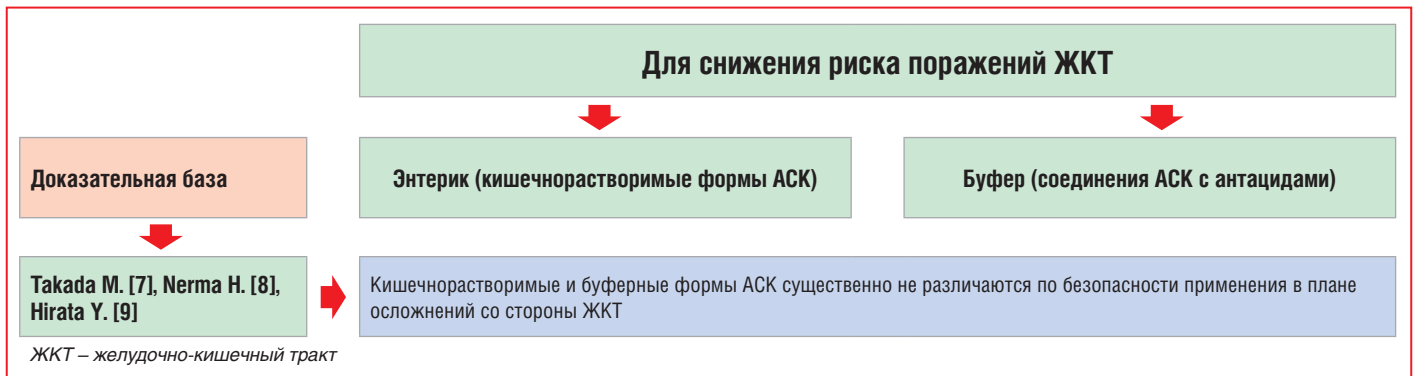 Для снижения риска поражений ЖКТ
Доказательная база
Энтерик (кишечнорастворимые формы АСК)
Буфер (соединения АСК с антацидами)
Takada M. [7], Nerma H. [8],
Hirata Y. [9]
Кишечнорастворимые и буферные формы АСК существенно не различаются по безопасности применения в плане
осложнений со стороны ЖКТ
ЖКТ – желудочно-кишечный тракт